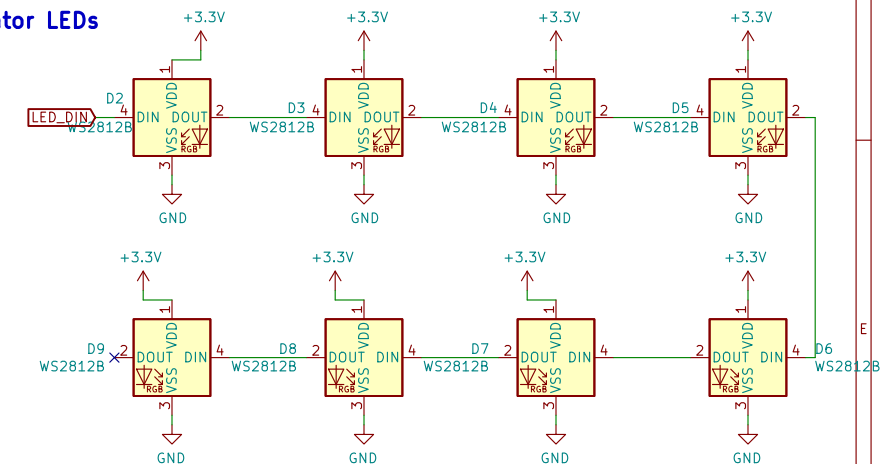 tor LEDs
+3.3V +3.3V +3.3V +3.3V
1 1 1 1
D2 D3 D4 D5
LED_DIN 4 DIN VDD DOUT 2 4 DIN VDD DOUT 2 4 DIN VDD DOUT 2 4 DIN VDD DOUT 2
WS2812B WS2812B WS2812B WS2812B
VSS RGB VSS RGB VSS RGB VSS RGB
3 3 3 3
GND GND GND GND
+3.3V +3.3V +3.3V +3.3V
1 1 1 1
E
D9 D8 D7 D6
2 DOUT VDD DIN 4 2 DOUT VDD DIN 4 2 DOUT VDD DIN 4 2 DOUT VDD DIN 4
WS2812B WS2812B WS2812B WS2812B
RGB VSS RGB VSS RGB VSS RGB VSS
3 3 3 3
GND GND GND GND